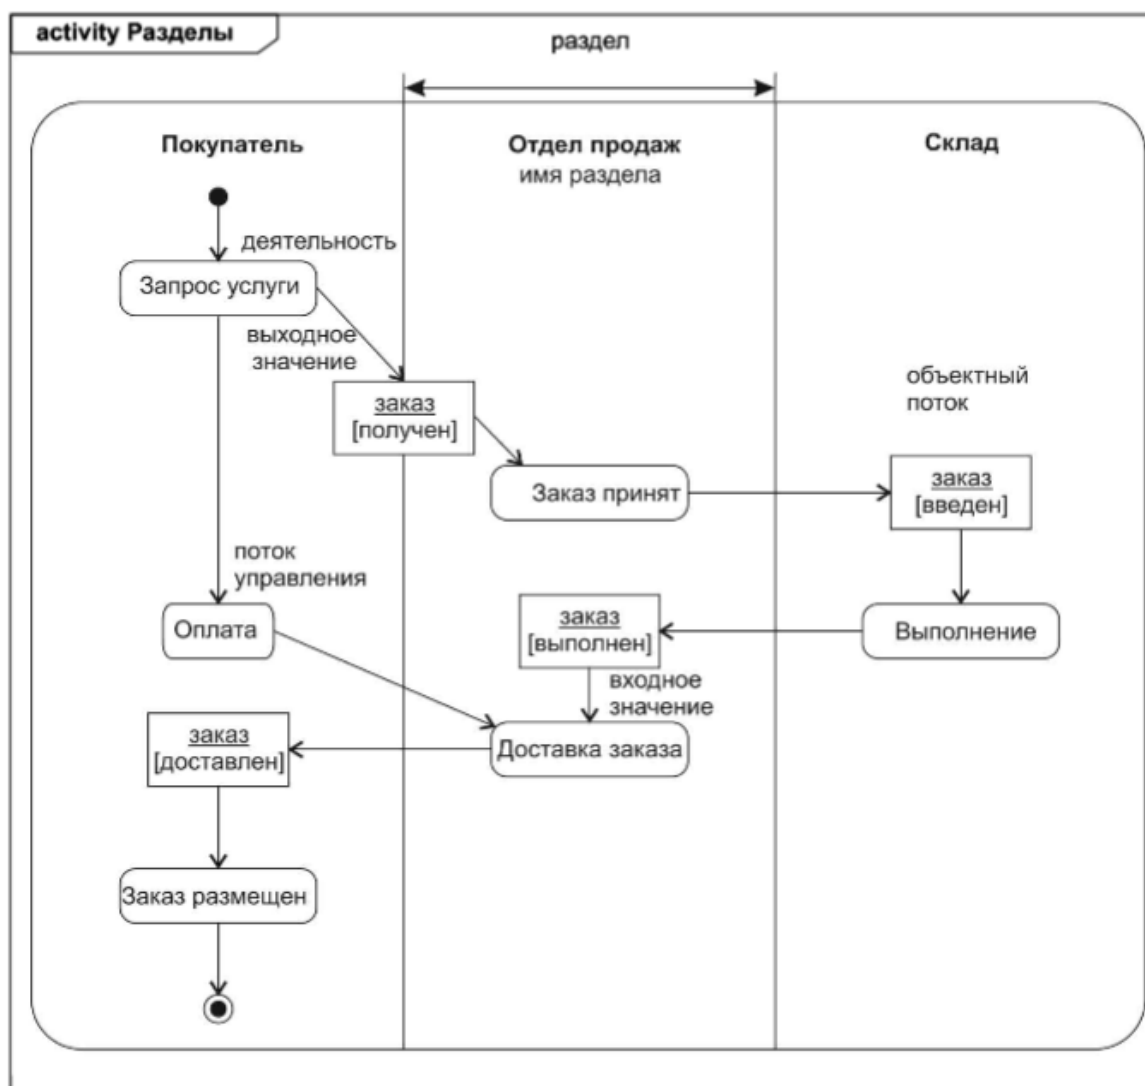 activity Разделы
раздел
Покупатель
Отдел продаж
имя раздела
Склад
деятельность
Запрос услуги
выходное
значение
заказ
[получен]
объектный
поток
Заказ принят
заказ
[введен]
поток
управления
Оплата
заказ
[выполнен]
Выполнение
входное
значение
заказ
[доставлен]
Доставка заказа
Заказ размещен